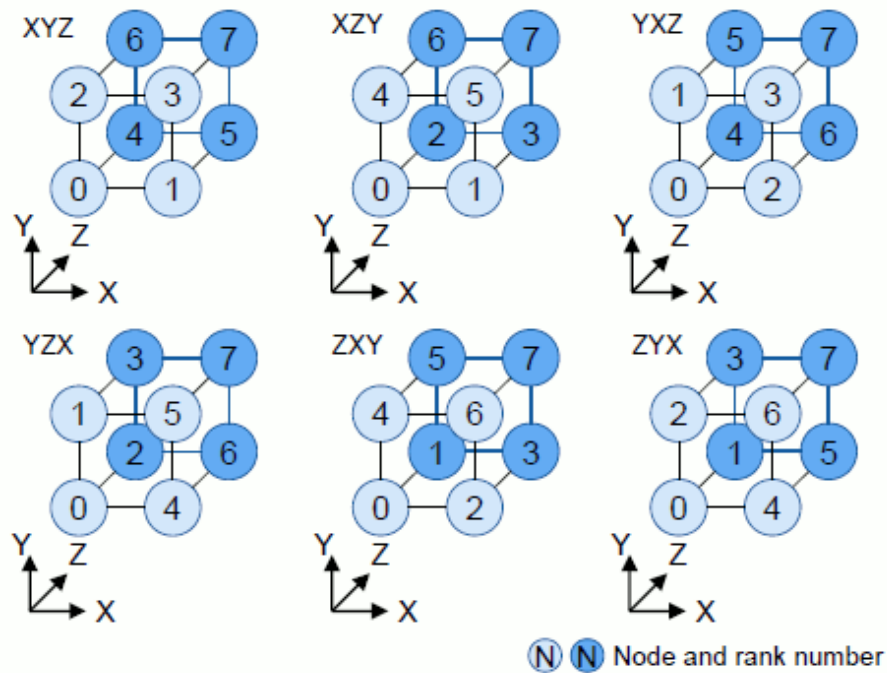 XYZ 6 7 XZY 6 7 YXZ 5 7
2 3 4 5 1 3
4 5 2 3 4 6
0 1 0 1 0 2
Y Z Y Z Y Z
X X X
YZX 3 7 ZXY 5 7 ZYX 3 7
1 5 4 6 2 6
2 6 1 3 1 5
0 4 0 2 0 4
Y Z Y Z Y Z
X X X
N N Node and rank number